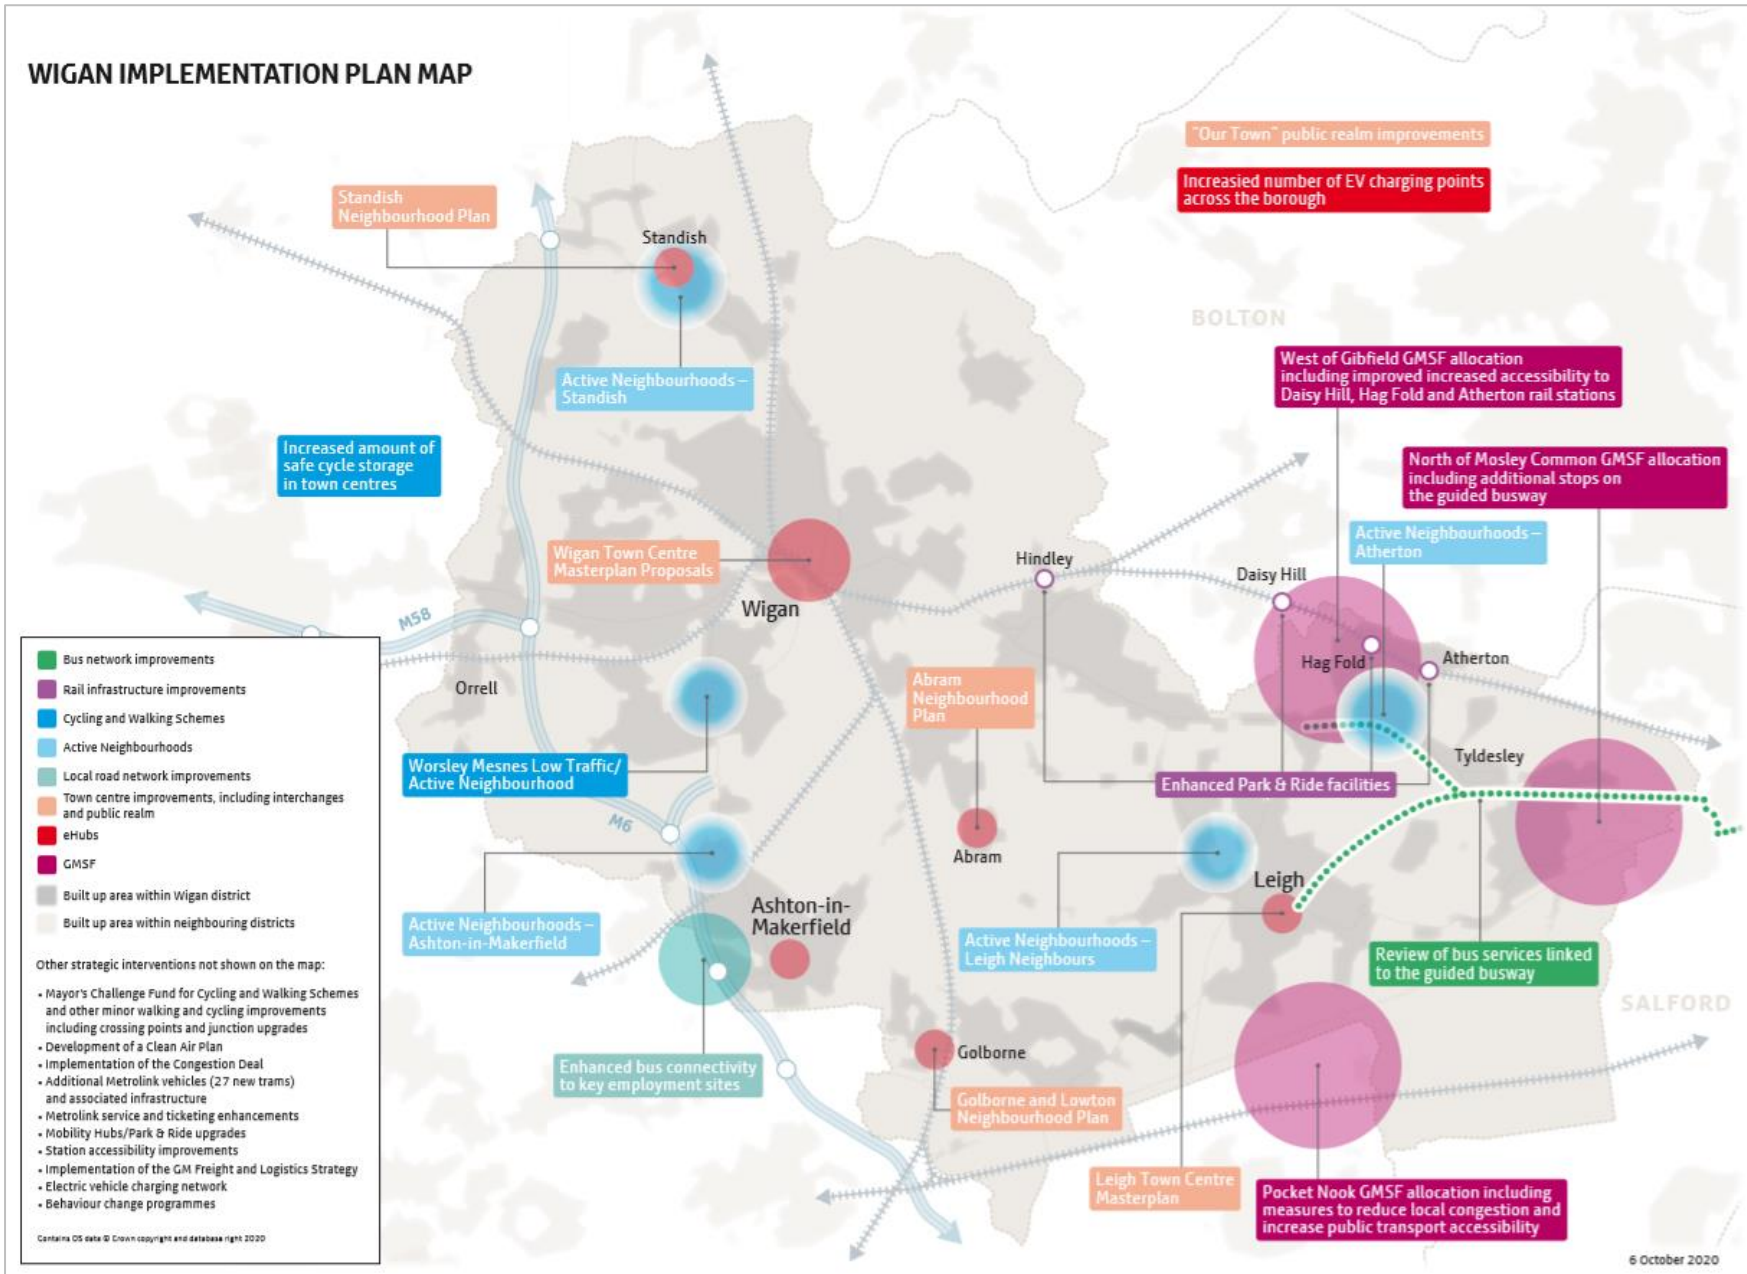 WIGAN IMPLEMENTATION PLAN MAP
"Our Town" public realm improvements
Increasied number of EV charging points
across the borough
Standish
Neighbourhood Plan
Standish
BOLTON
West of Gibfield GMSF allocation
including improved increased accessibility to
Daisy Hill, Hag Fold and Atherton rail stations
Active Neighbourhoods –
Standish
Increased amount of
safe cycle storage
in town centres
North of Mosley Common GMSF allocation
including additional stops on
the guided busway
Active Neighbourhoods –
Atherton
Wigan Town Centre
Masterplan Proposals
Hindley
Daisy Hill
Wigan
M58
Hag Fold
Atherton
Orrell
Abram
Neighbourhood
Plan
Worsley Mesnes Low Traffic/
Active Neighbourhood
Tyldesley
Enhanced Park & Ride facilities
M6
Abram
Leigh
Ashton-in-
Makerfield
Active Neighbourhoods –
Ashton-in-Makerfield
Active Neighbourhoods –
Leigh Neighbours
Review of bus services linked
to the guided busway
SALFORD
Enhanced bus connectivity
to key employment sites
Golborne
Golborne and Lowton
Neighbourhood Plan
Leigh Town Centre
Masterplan
Pocket Nook GMSF allocation including
measures to reduce local congestion and
increase public transport accessibility
Bus network improvements
Rail infrastructure improvements
Cycling and Walking Schemes
Active Neighbourhoods
Local road network improvements
Town centre improvements, including interchanges
and public realm
eHubs
GMSF
Built up area within Wigan district
Built up area within neighbouring districts
Other strategic interventions not shown on the map:
• Mayor's Challenge Fund for Cycling and Walking Schemes
and other minor walking and cycling improvements
including crossing points and junction upgrades
• Development of a Clean Air Plan
• Implementation of the Congestion Deal
• Additional Metrolink vehicles (27 new trams)
and associated infrastructure
• Metrolink service and ticketing enhancements
• Mobility Hubs/Park & Ride upgrades
• Station accessibility improvements
• Implementation of the GM Freight and Logistics Strategy
• Electric vehicle charging network
• Behaviour change programmes
Contains OS data © Crown copyright and database right 2020
6 October 2020